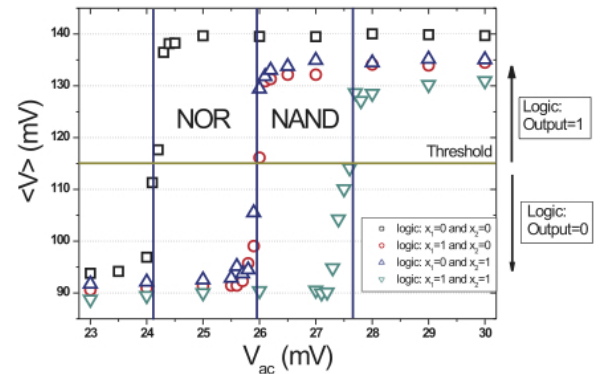 140
130
120
110
100
90
<V> (mV)
NOR
NAND
Threshold
logic: x₁=0 and x₂=0
logic: x₁=1 and x₂=0
logic: x₁=0 and x₂=1
logic: x₁=1 and x₂=1
23 24 25 26 27 28 29 30
Vac (mV)
Logic:
Output=1
Logic:
Output=0